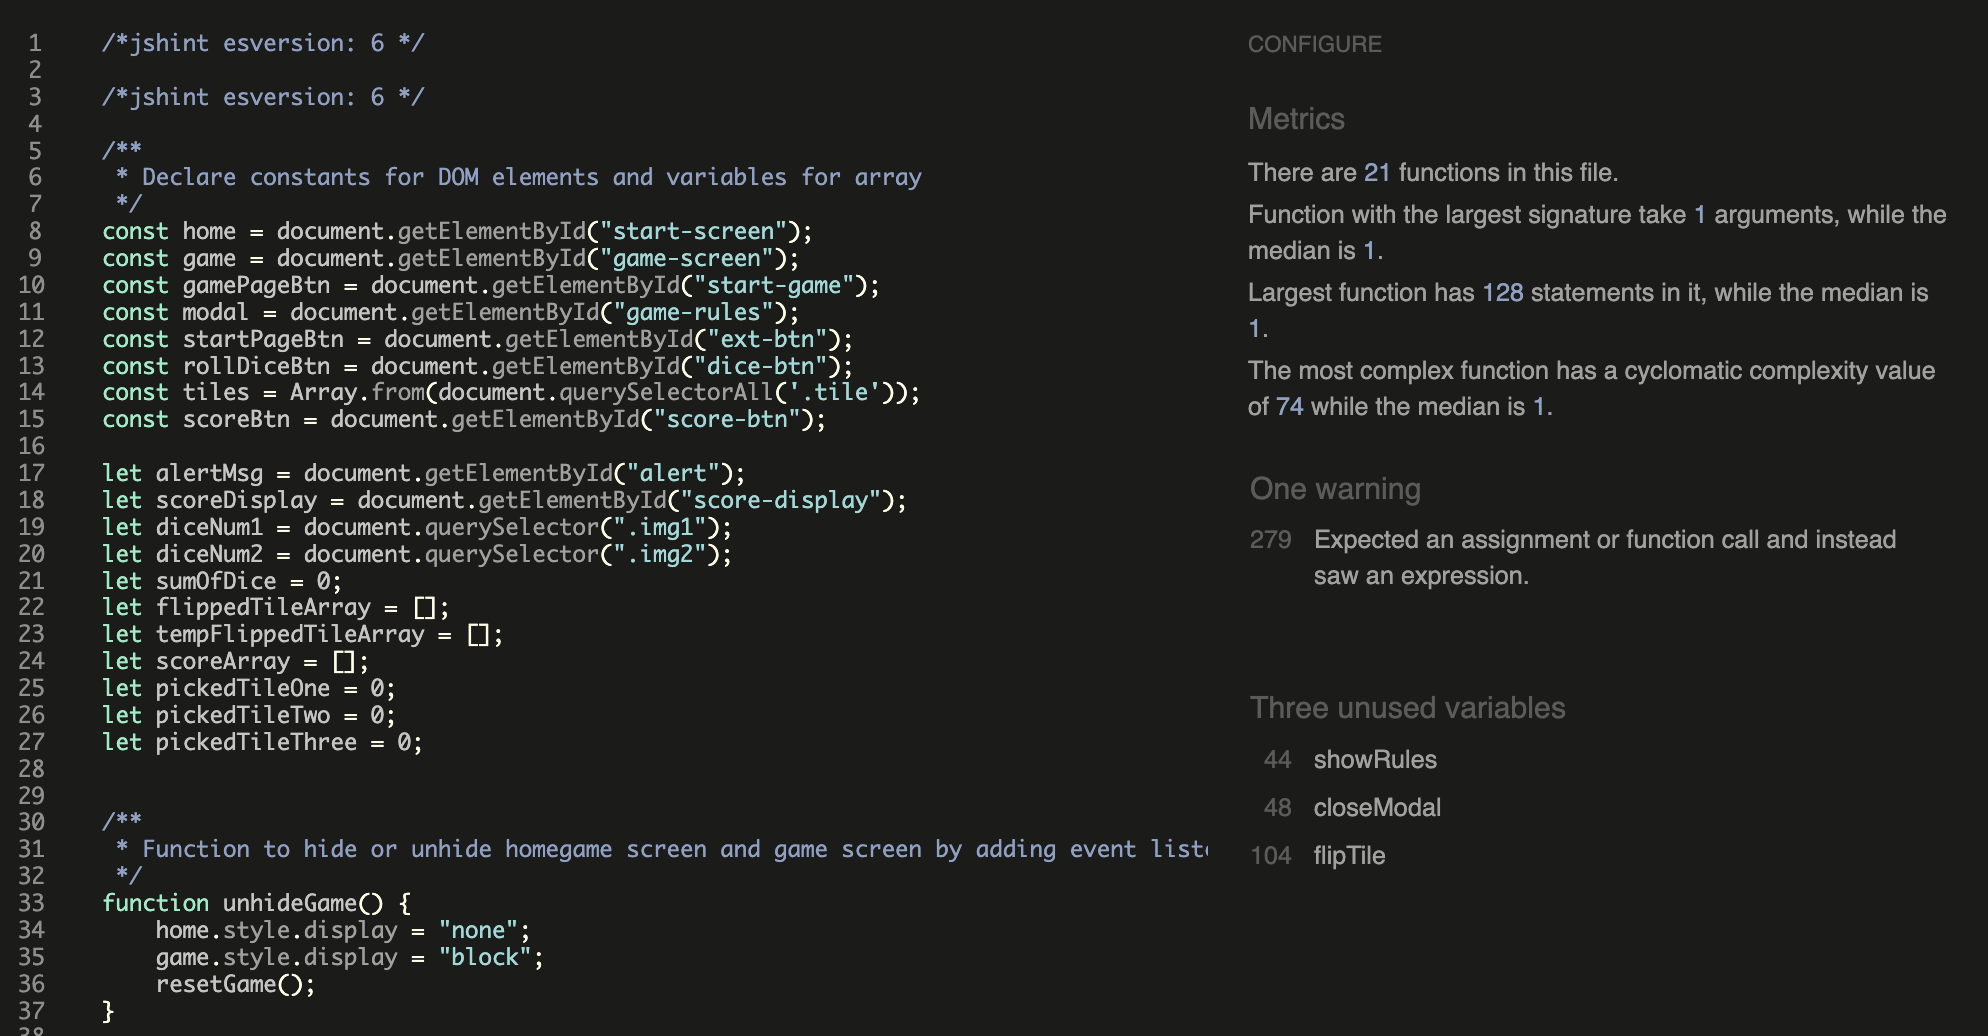 1 /*jshint esversion: 6 */
2
3 /*jshint esversion: 6 */
4
5 /**
6  * Declare constants for DOM elements and variables for array
7  */
8 const home = document.getElementById("start-screen");
9 const game = document.getElementById("game-screen");
10 const gamePageBtn = document.getElementById("start-game");
11 const modal = document.getElementById("game-rules");
12 const startPageBtn = document.getElementById("ext-btn");
13 const rollDiceBtn = document.getElementById("dice-btn");
14 const tiles = Array.from(document.querySelectorAll('.tile'));
15 const scoreBtn = document.getElementById("score-btn");
16
17 let alertMsg = document.getElementById("alert");
18 let scoreDisplay = document.getElementById("score-display");
19 let diceNum1 = document.querySelector(".img1");
20 let diceNum2 = document.querySelector(".img2");
21 let sumOfDice = 0;
22 let flippedTileArray = [];
23 let tempFlippedTileArray = [];
24 let scoreArray = [];
25 let pickedTileOne = 0;
26 let pickedTileTwo = 0;
27 let pickedTileThree = 0;
28
29
30 /**
31  * Function to hide or unhide homegame screen and game screen by adding event
32  */
33 function unhideGame() {
34     home.style.display = "none";
35     game.style.display = "block";
36     resetGame();
37 }
38
CONFIGURE
Metrics
There are 21 functions in this file.
Function with the largest signature take 1 arguments, while the
median is 1.
Largest function has 128 statements in it, while the median is
1.
The most complex function has a cyclomatic complexity value
of 74 while the median is 1.
One warning
279 Expected an assignment or function call and instead
saw an expression.
Three unused variables
44 showRules
48 closeModal
104 flipTile